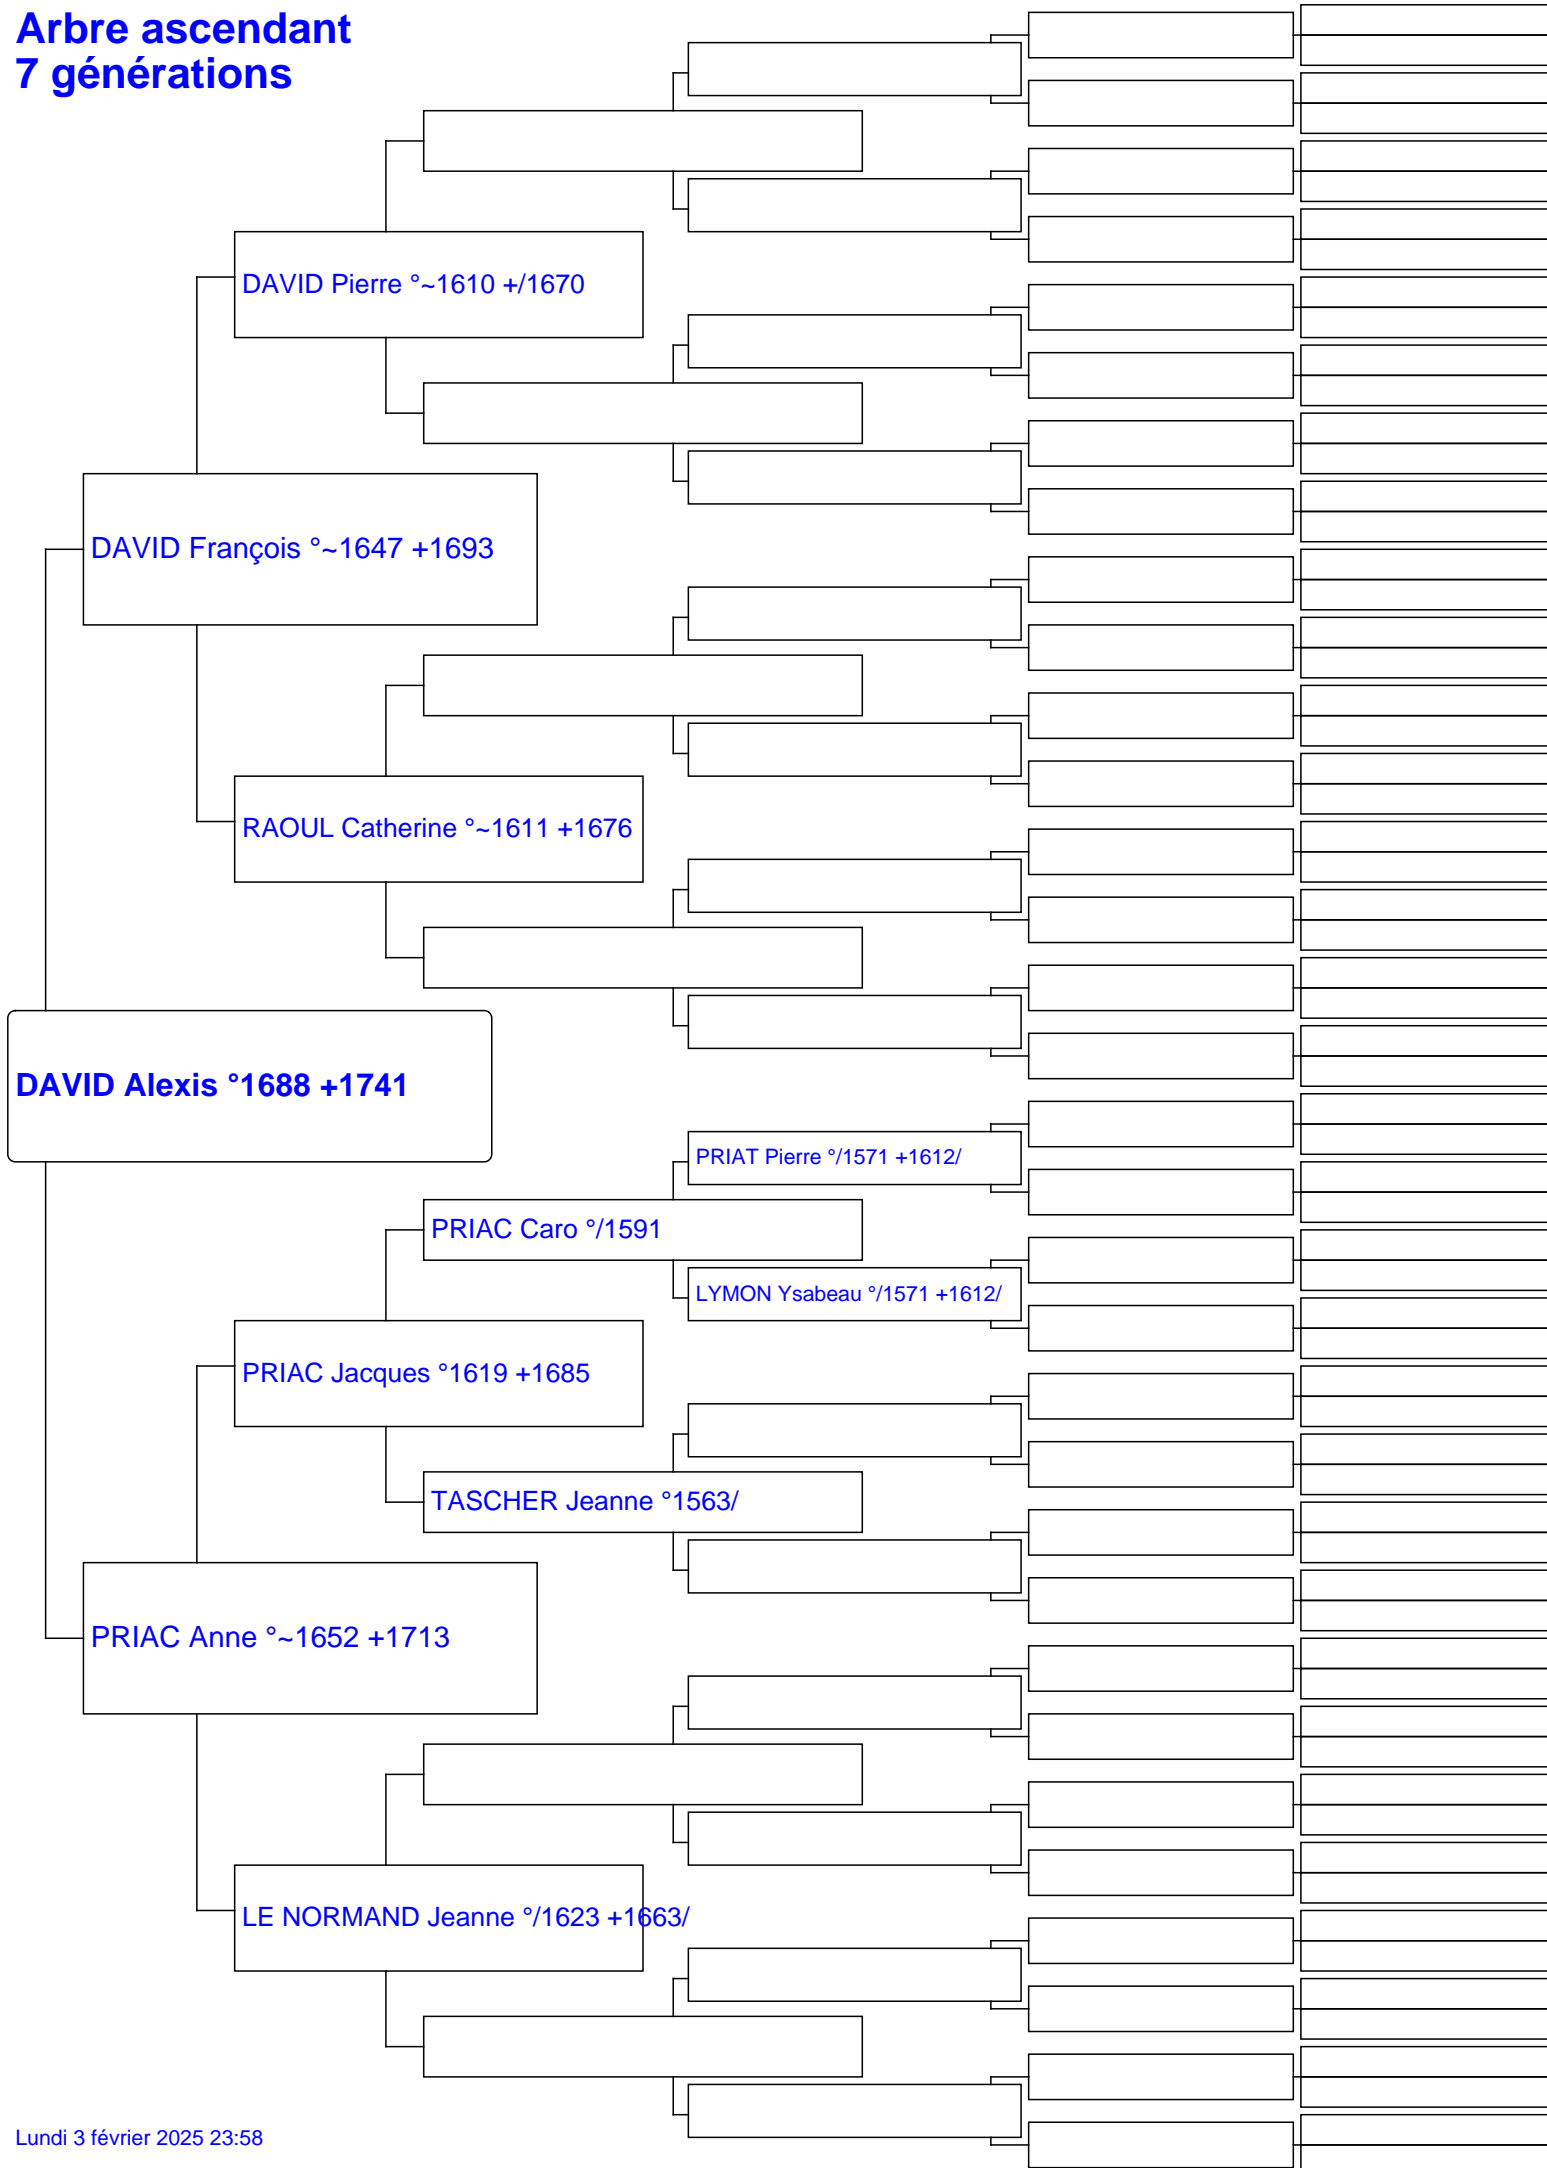 Arbre ascendant
7 générations
DAVID Pierre °~1610 +/1670
DAVID François °~1647 +1693
RAOUL Catherine °~1611 +1676
DAVID Alexis °1688 +1741
PRIAT Pierre °/1571 +1612/
PRIAC Caro °/1591
LYMON Ysabeau °/1571 +1612/
PRIAC Jacques °1619 +1685
TASCHER Jeanne °1563/
PRIAC Anne °~1652 +1713
LE NORMAND Jeanne °/1623 +1663/
Lundi 3 février 2025 23:58